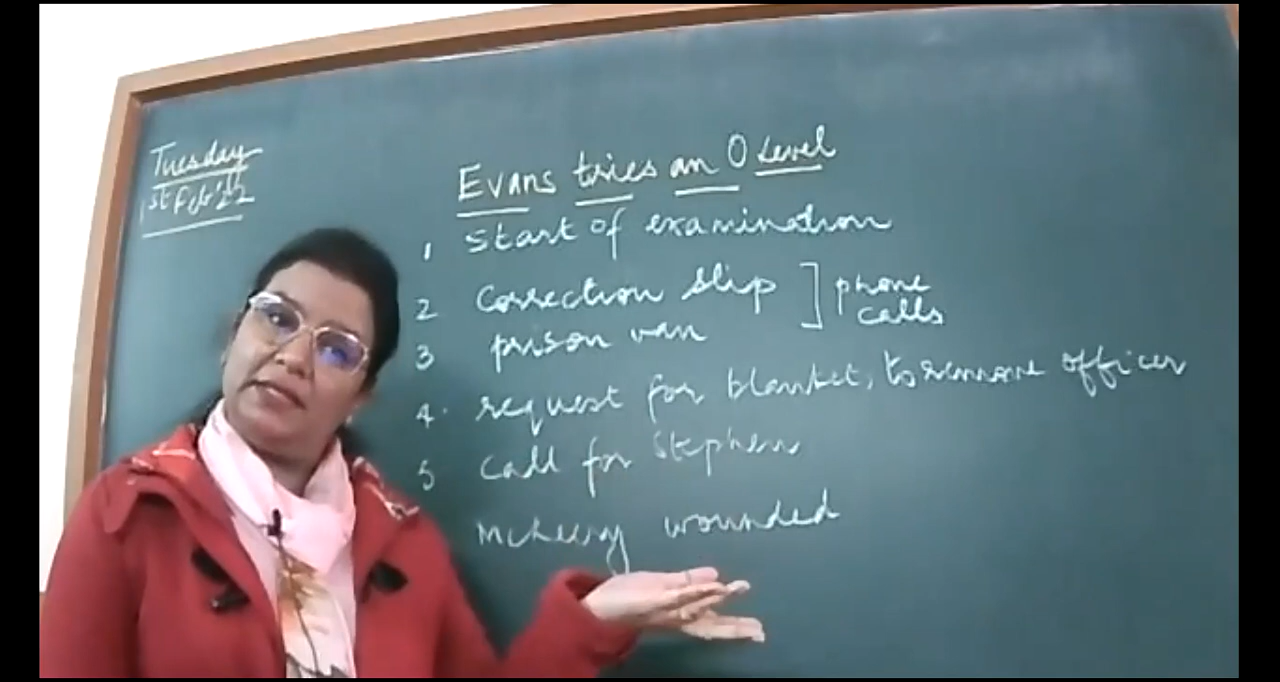 Tuesday
1st Feb'22
Evans tries an O Level
1 Start of examination
2 correction slip ] phone calls
3 prison van
4. request for blanket, to remove officer
5 call for Stephens
McLeery wounded